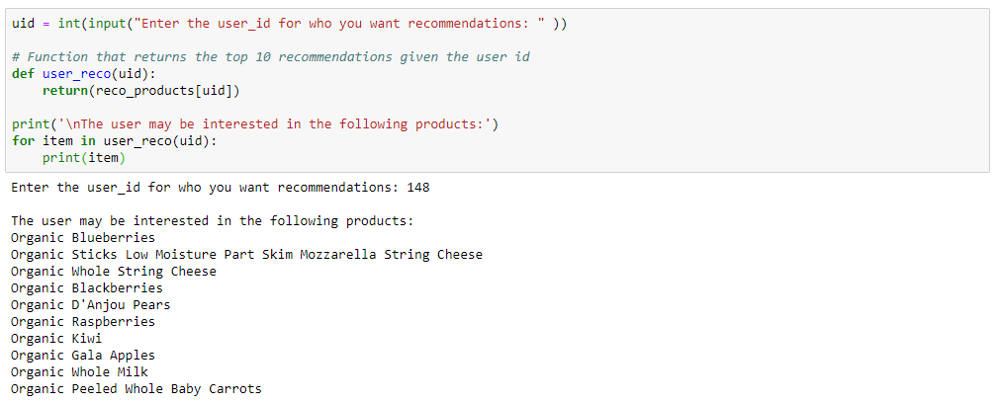 uid = int(input("Enter the user_id for who you want recommendations: " ))
# Function that returns the top 10 recommendations given the user id
def user_reco(uid):
    return(reco_products[uid])
print('\nThe user may be interested in the following products:')
for item in user_reco(uid):
    print(item)
Enter the user_id for who you want recommendations: 148
The user may be interested in the following products:
Organic Blueberries
Organic Sticks Low Moisture Part Skim Mozzarella String Cheese
Organic Whole String Cheese
Organic Blackberries
Organic D'Anjou Pears
Organic Raspberries
Organic Kiwi
Organic Gala Apples
Organic Whole Milk
Organic Peeled Whole Baby Carrots